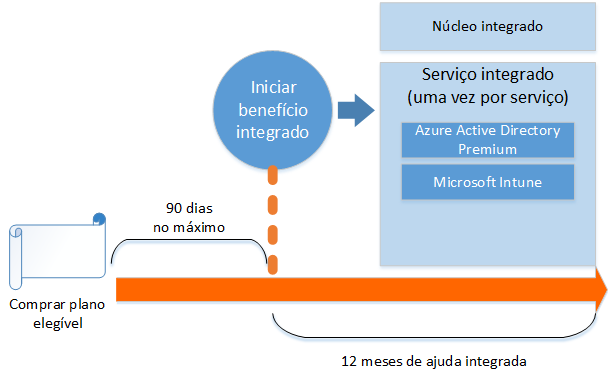 Núcleo integrado
Serviço integrado
(uma vez por serviço)
Azure Active Directory
Premium
Microsoft Intune
Iniciar
benefício
integrado
90 dias
no máximo
Comprar plano
elegível
12 meses de ajuda integrada